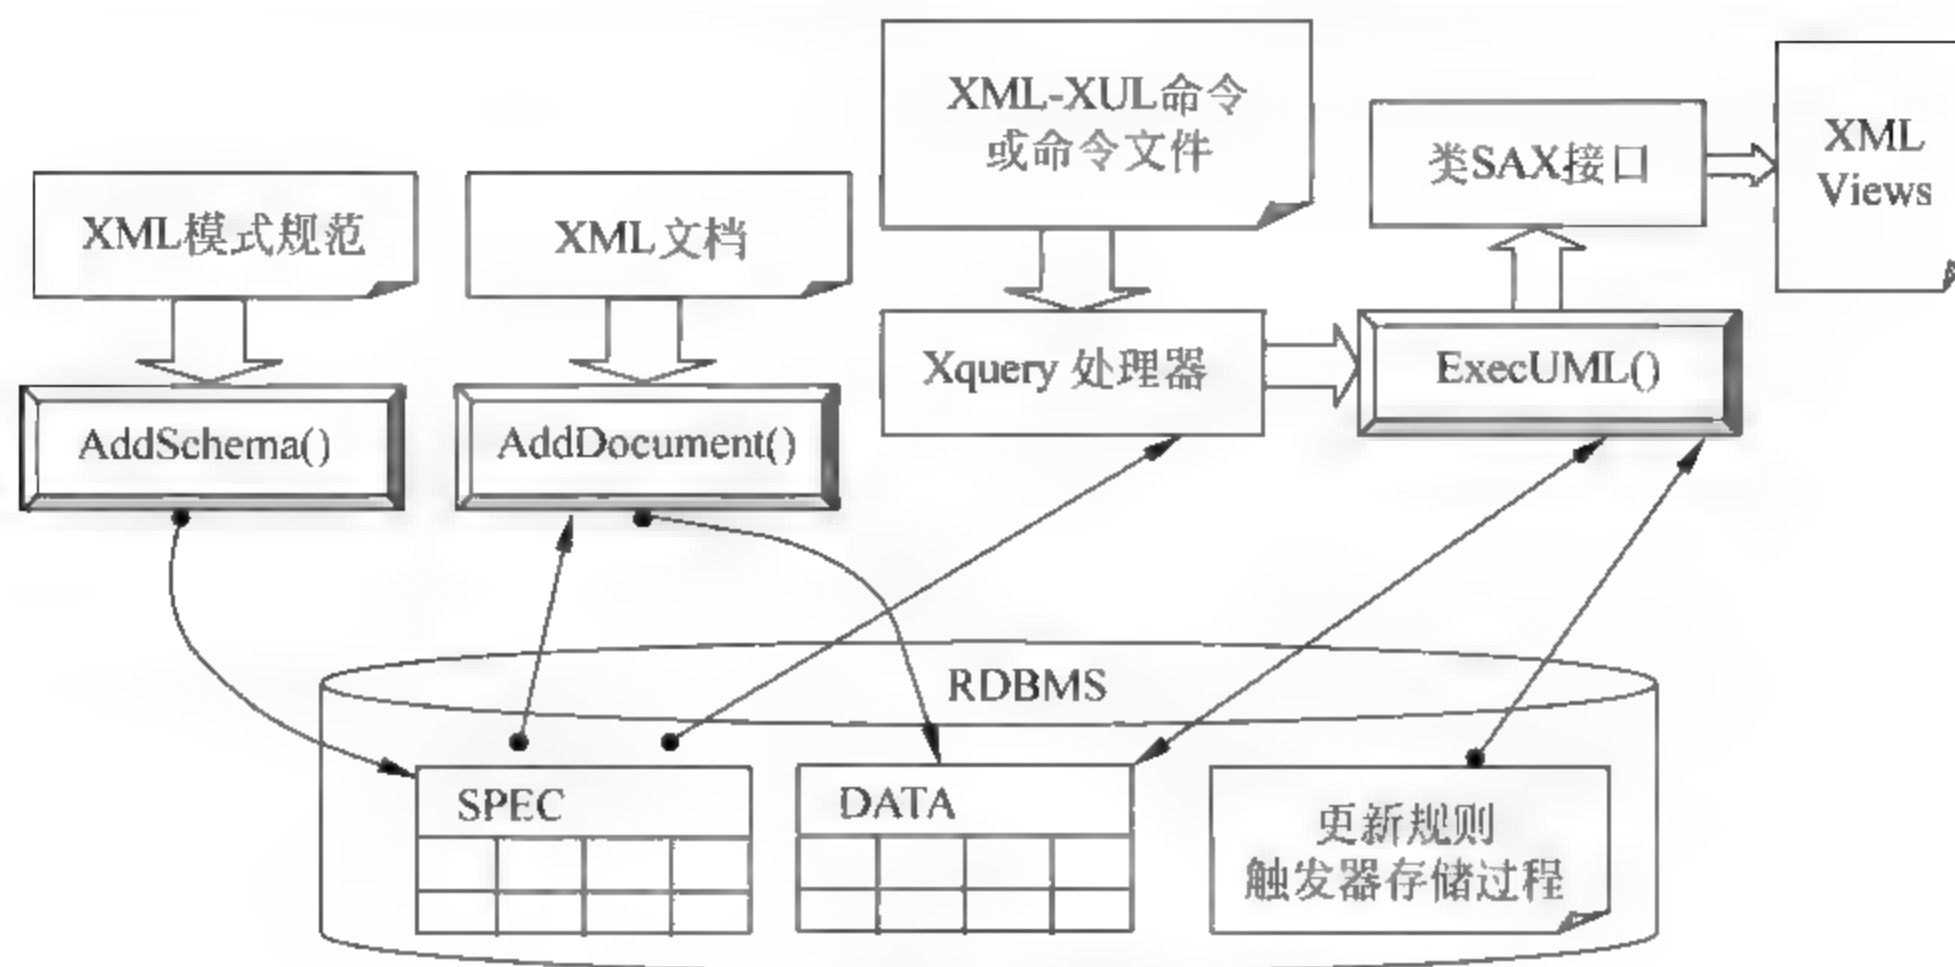 XML-XUL命令
或命令文件
类SAX接口
XML
Views
XML模式规范
XML文档
Xquery 处理器
ExecUML()
AddSchema()
AddDocument()
RDBMS
SPEC
DATA
更新规则
触发器存储过程